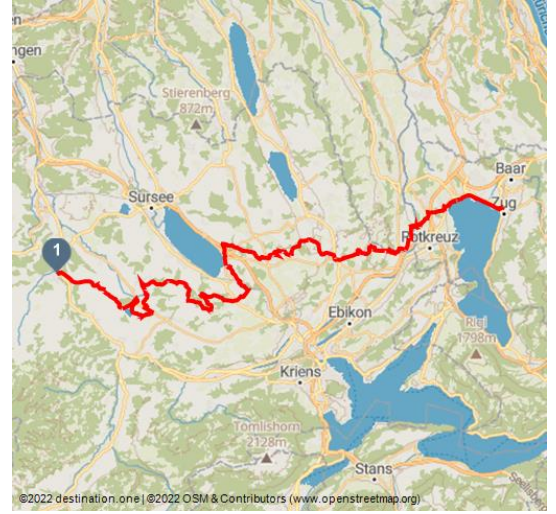 ngen
Stierenberg
872m
Sursee
Baar
Zug
1
Rotkreuz
Ebikon
Rigi
1798m
Kriens
Tomlishorn
2128m
Stans
©2022 destination.one | ©2022 OSM & Contributors (www.openstreetmap.org)